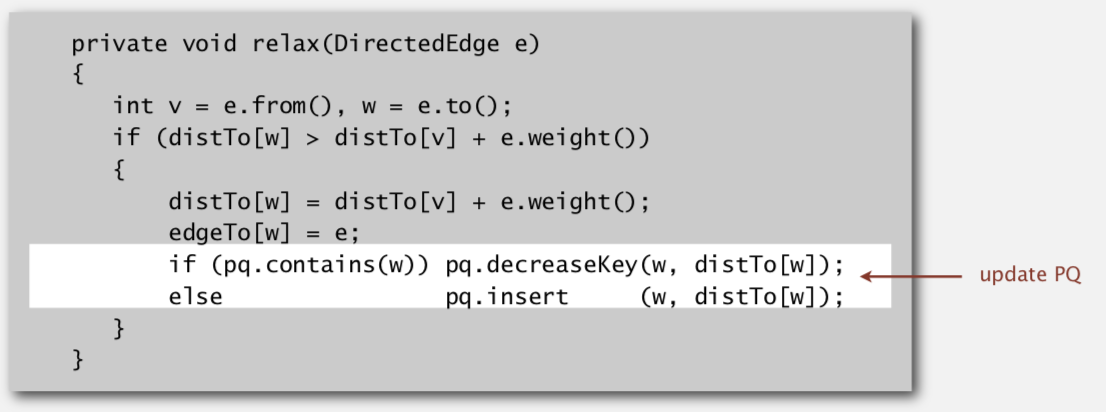 private void relax(DirectedEdge e)
{
int v = e.from(), w = e.to();
if (distTo[w] > distTo[v] + e.weight())
{
distTo[w] = distTo[v] + e.weight();
edgeTo[w] = e;
if (pq.contains(w)) pq.decreaseKey(w, distTo[w]);
else pq.insert (w, distTo[w]);
}
}
update PQ